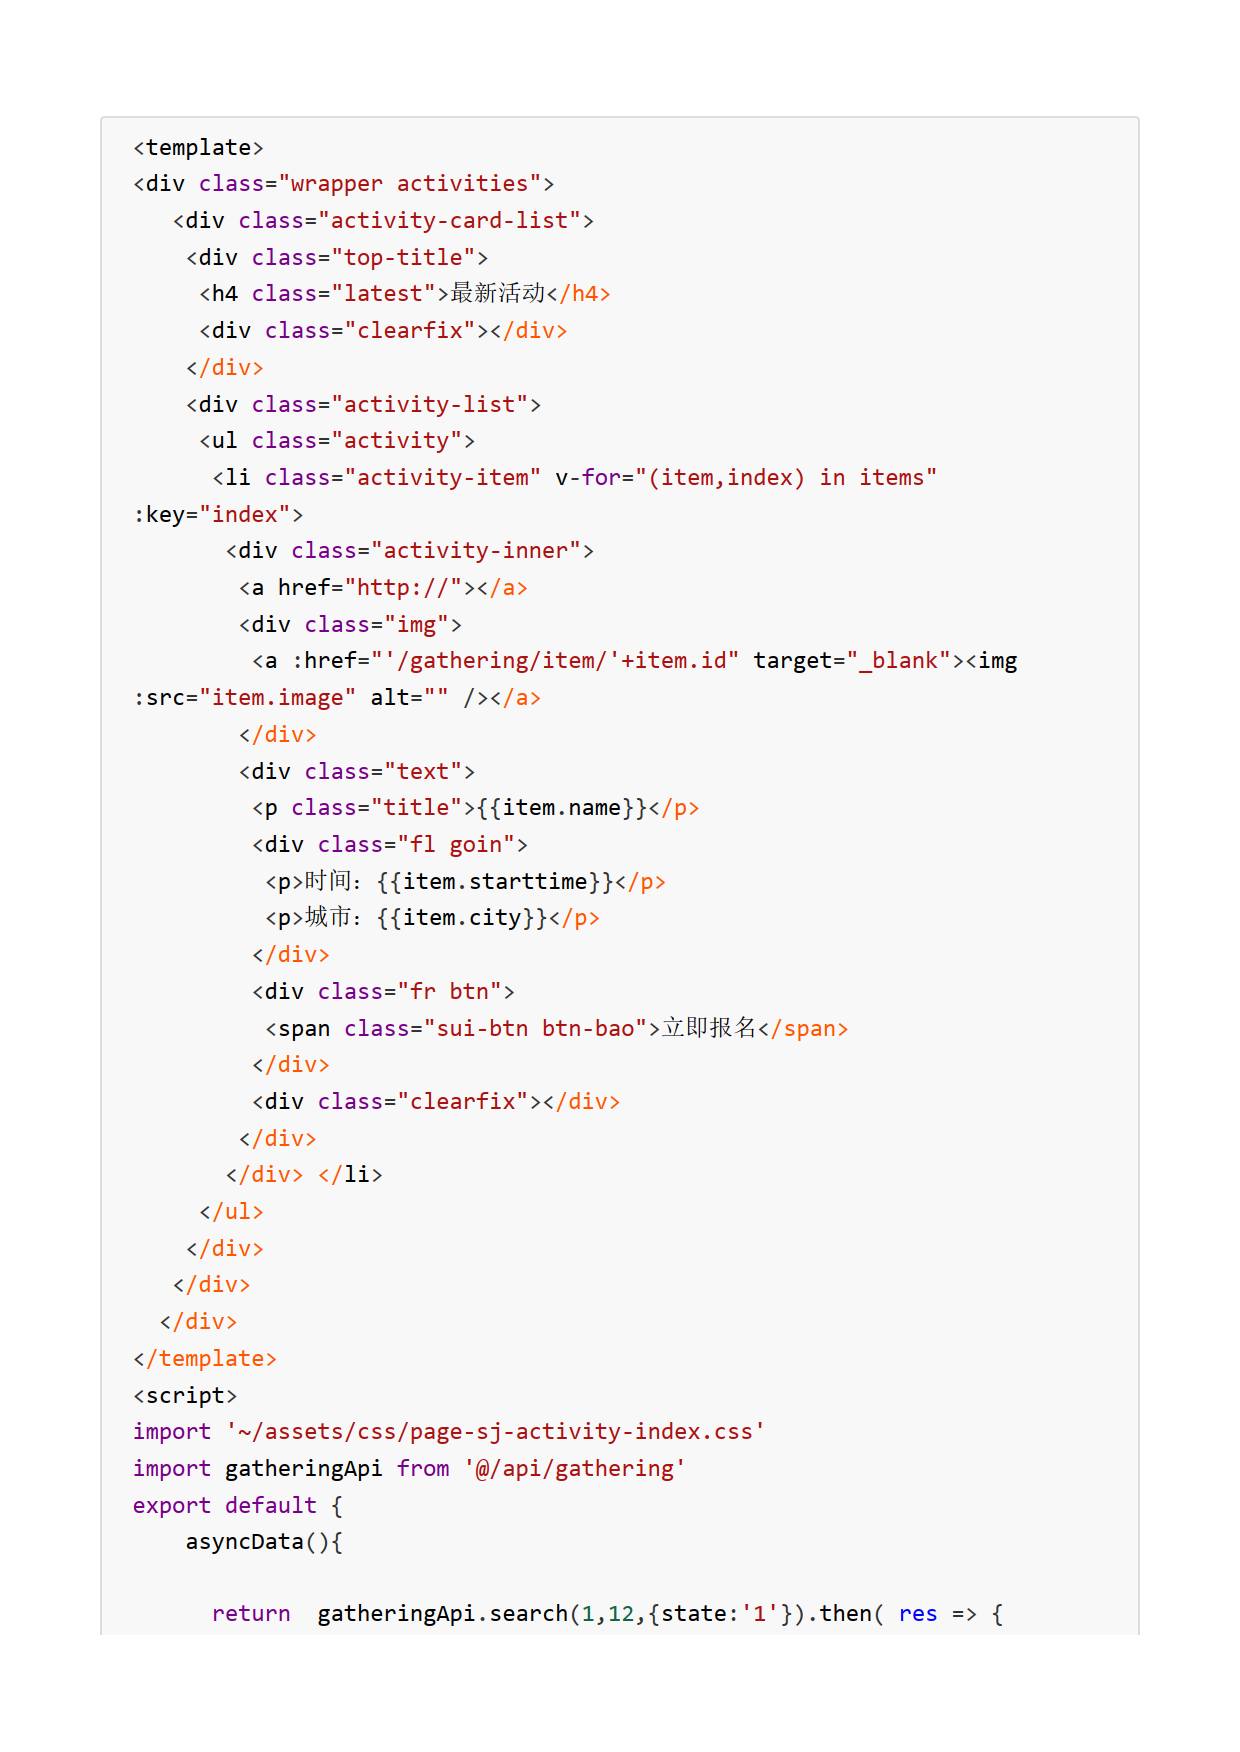 <template>
<div class="wrapper activities">
   <div class="activity-card-list">
    <div class="top-title">
     <h4 class="latest">最新活动</h4>
     <div class="clearfix"></div>
    </div>
    <div class="activity-list">
     <ul class="activity">
      <li class="activity-item" v-for="(item,index) in items"
:key="index">
       <div class="activity-inner">
        <a href="http://"></a>
        <div class="img">
         <a :href="'/gathering/item/'+item.id" target="_blank"><img
:src="item.image" alt="" /></a>
        </div>
        <div class="text">
         <p class="title">{{item.name}}</p>
         <div class="fl goin">
          <p>时间：{{item.starttime}}</p>
          <p>城市：{{item.city}}</p>
         </div>
         <div class="fr btn">
          <span class="sui-btn btn-bao">立即报名</span>
         </div>
         <div class="clearfix"></div>
        </div>
       </div> </li>
     </ul>
    </div>
   </div>
  </div>
</template>
<script>
import '~/assets/css/page-sj-activity-index.css'
import gatheringApi from '@/api/gathering'
export default {
    asyncData(){
      return  gatheringApi.search(1,12,{state:'1'}).then( res => {